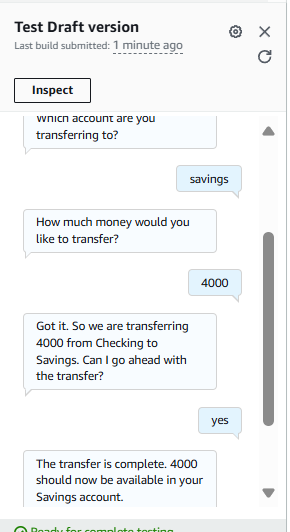 Test Draft version
Last build submitted: 1 minute ago
Inspect
Which account are you
transferring to?
savings
How much money would you
like to transfer?
4000
Got it. So we are transferring
4000 from Checking to
Savings. Can I go ahead with
the transfer?
yes
The transfer is complete. 4000
should now be available in your
Savings account.
Ready for complete testing